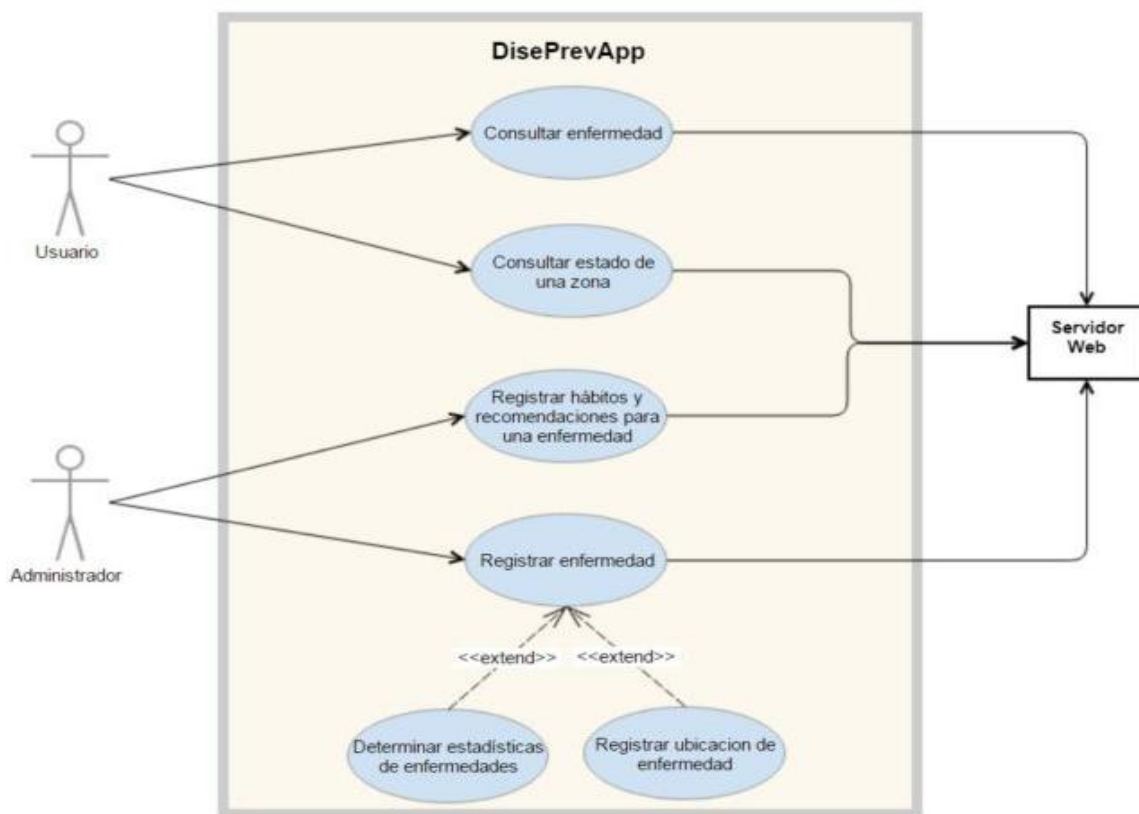 DisePrevApp
Consultar enfermedad
Usuario
Consultar estado de
una zona
Servidor
Web
Registrar hábitos y
recomendaciones para
una enfermedad
Administrador
Registrar enfermedad
<<extend>>
<<extend>>
Determinar estadísticas
de enfermedades
Registrar ubicacion de
enfermedad